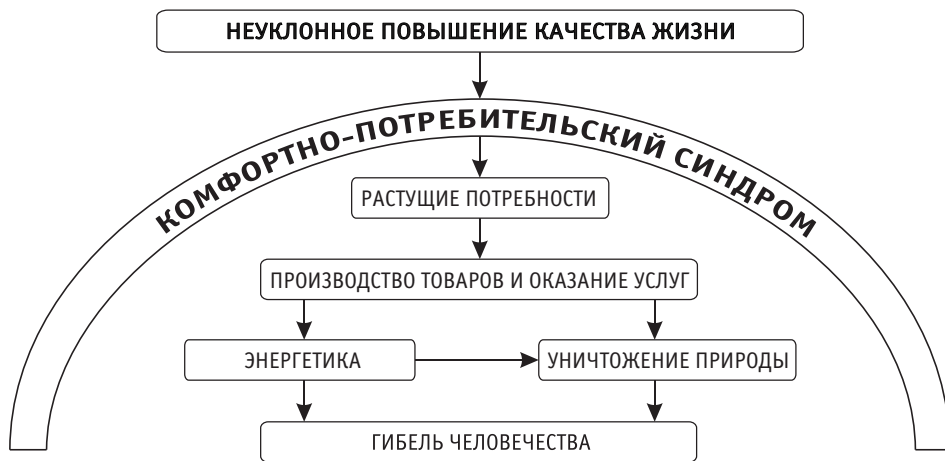 НЕУКЛОННОЕ ПОВЫШЕНИЕ КАЧЕСТВА ЖИЗНИ
КОМФОРТНО-ПОТРЕБИТЕЛЬСКИЙ СИНДРОМ
РАСТУЩИЕ ПОТРЕБНОСТИ
ПРОИЗВОДСТВО ТОВАРОВ И ОКАЗАНИЕ УСЛУГ
ЭНЕРГЕТИКА
УНИЧТОЖЕНИЕ ПРИРОДЫ
ГИБЕЛЬ ЧЕЛОВЕЧЕСТВА